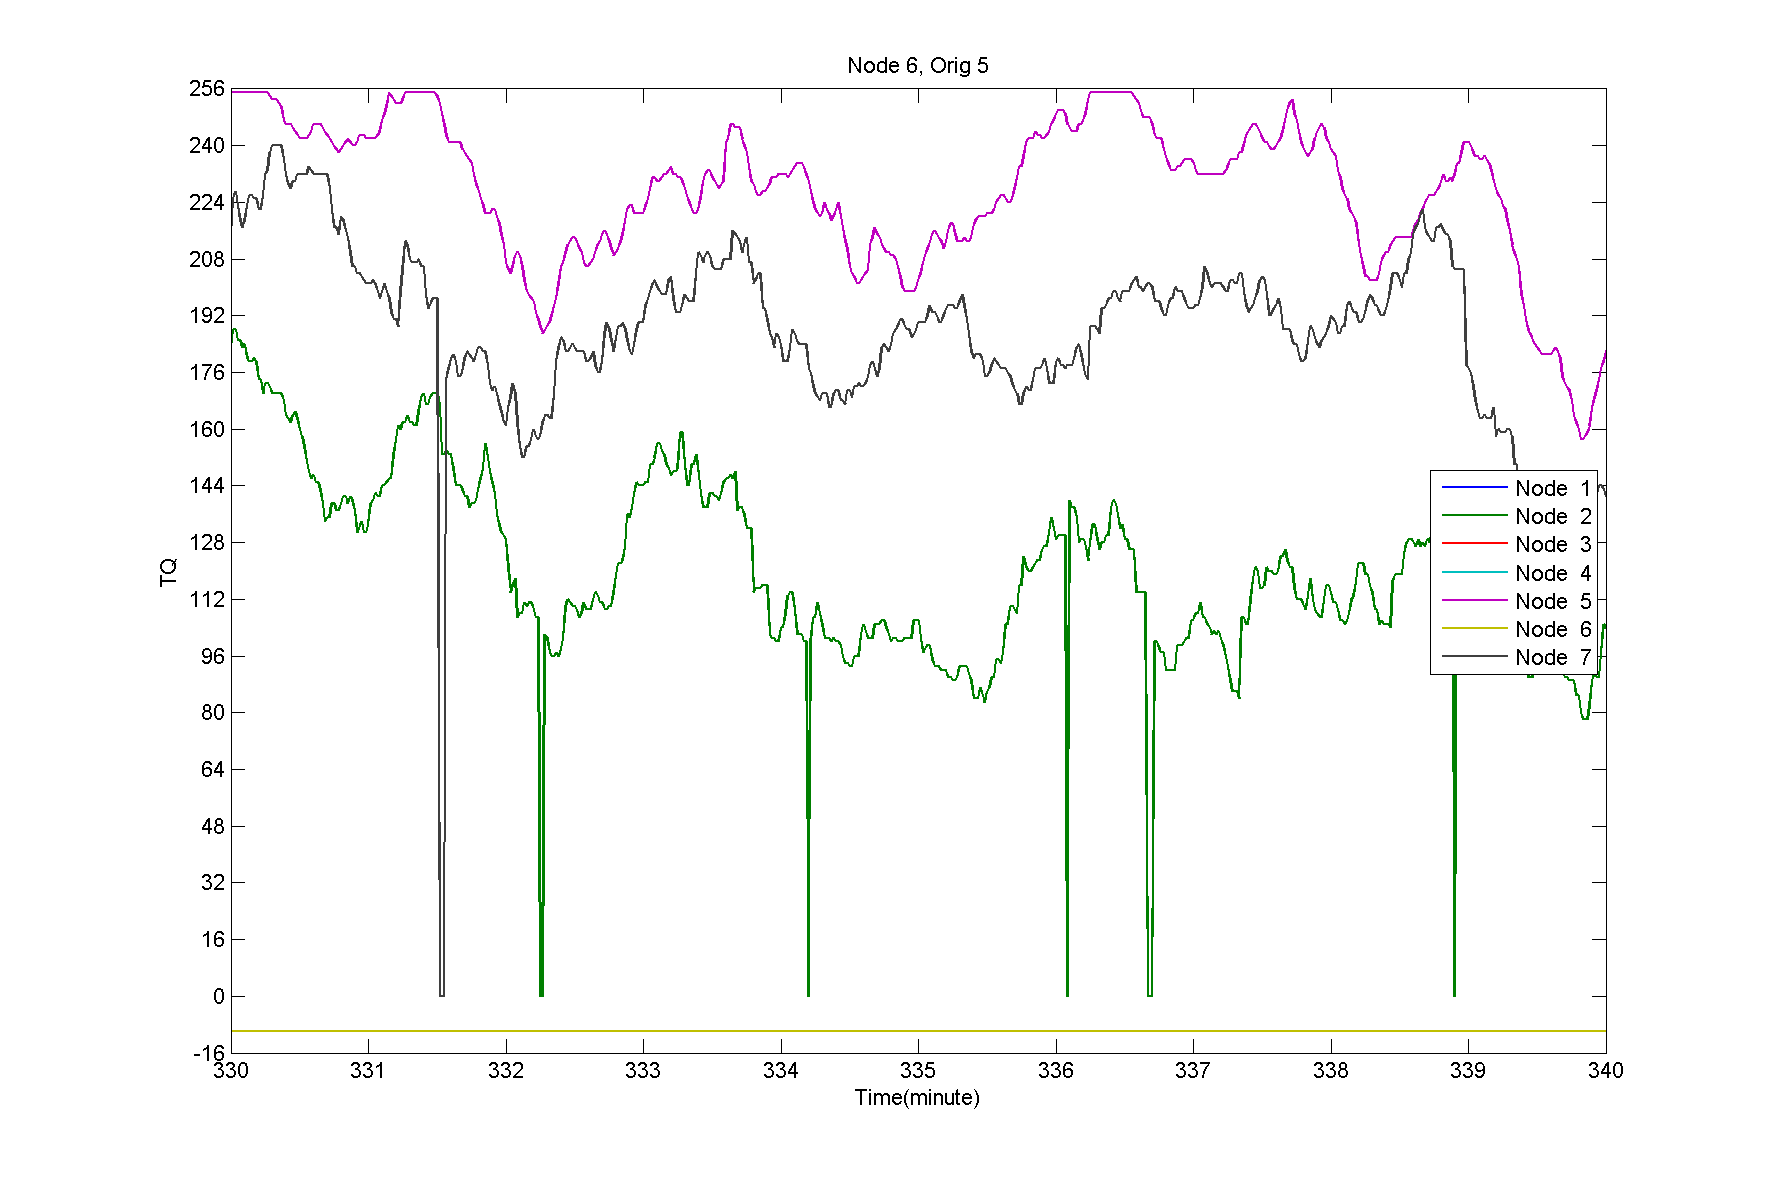 Node 6, Orig 5
256
240
224
208
192
176
160
144
128
112
96
80
64
48
32
16
0
-16
TQ
Node 1
Node 2
Node 3
Node 4
Node 5
Node 6
Node 7
330 331 332 333 334 335 336 337 338 339 340
Time(minute)